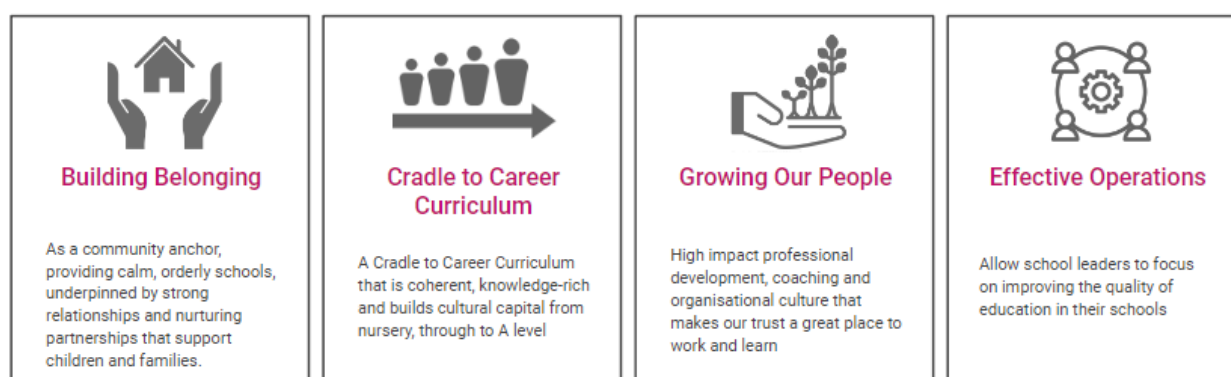 Building Belonging
As a community anchor,
providing calm, orderly schools,
underpinned by strong
relationships and nurturing
partnerships that support
children and families.
Cradle to Career
Curriculum
A Cradle to Career Curriculum
that is coherent, knowledge-rich
and builds cultural capital from
nursery, through to A level
Growing Our People
High impact professional
development, coaching and
organisational culture that
makes our trust a great place to
work and learn
Effective Operations
Allow school leaders to focus
on improving the quality of
education in their schools